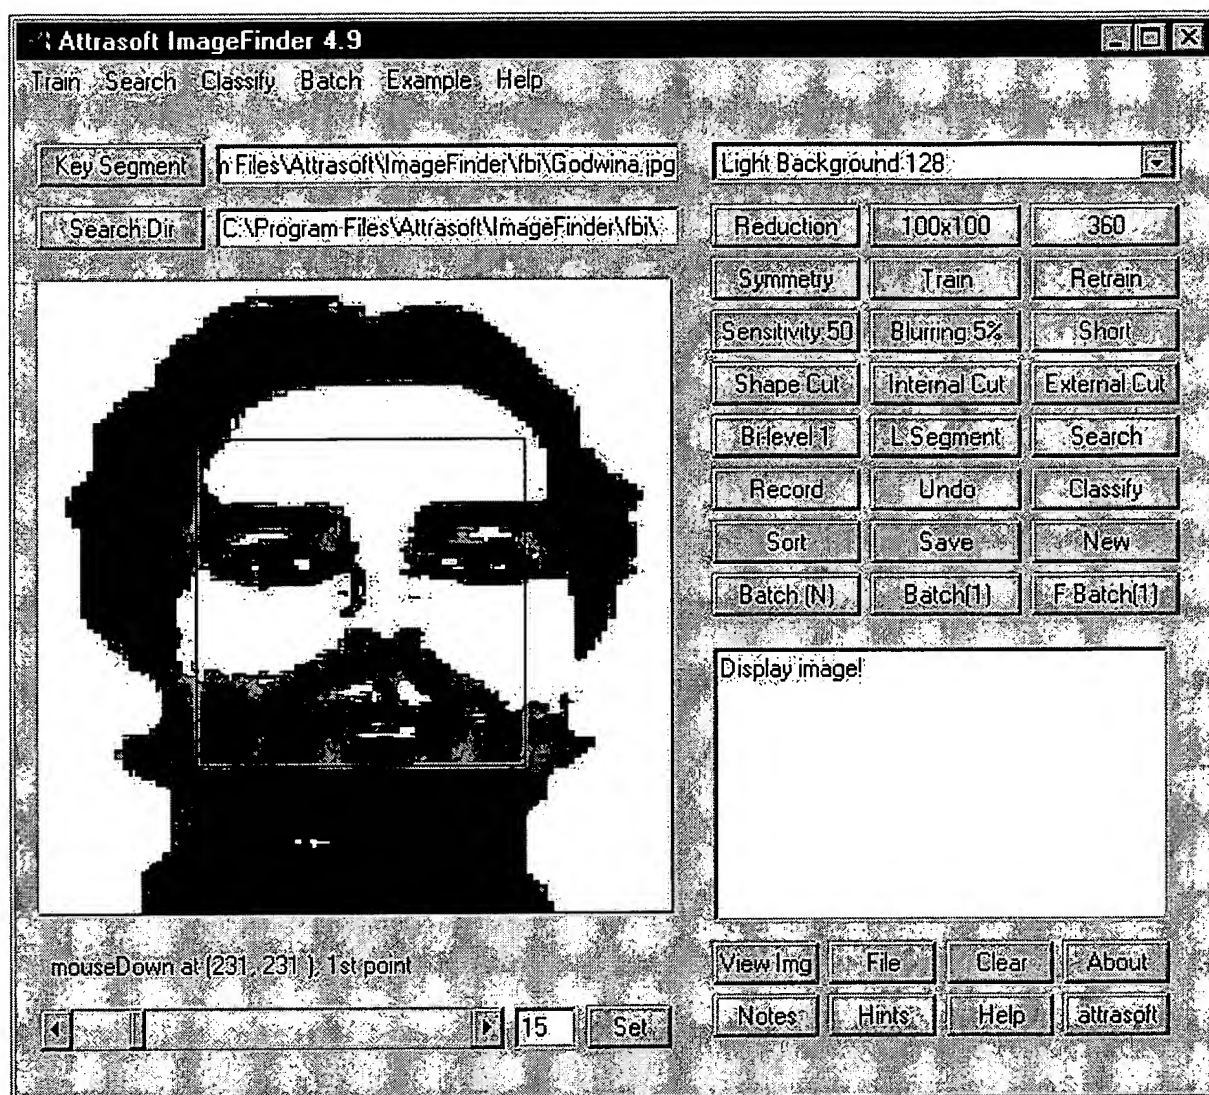 Attrasoft ImageFinder 4.9
Train Search Classify Batch Example Help
Key Segment n Files\Attrasoft\ImageFinder\fbi\Godwina.jpg Light Background 128
Search Dir C:\Program Files\Attrasoft\ImageFinder\fbi\
Reduction 100x100 360
Symmetry Train Retrain
Sensitivity:50 Blurring:5% Short
Shape Cut Internal Cut External Cut
Bi-level 1 L Segment Search
Record Undo Classify
Sort Save New
Batch (N) Batch(1) F Batch(1)
Display image!
mouseDown at (231, 231 ), 1st point
15 Set
View Img File Clear About
Notes Hints Help attrasoft